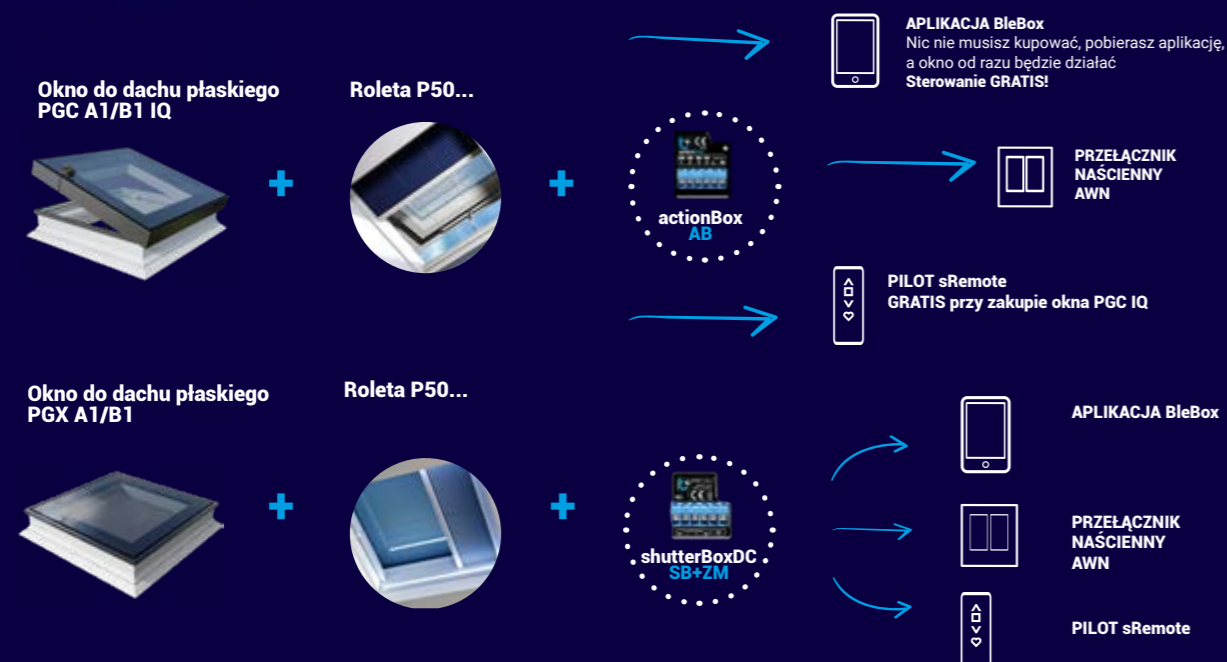 Okno do dachu płaskiego
PGC A1/B1 IQ
Roleta P50...
actionBox
AB
APLIKACJA BleBox
Nic nie musisz kupować, pobierasz aplikację,
a okno od razu będzie działać
Sterowanie GRATIS!
PRZEŁĄCZNIK
NAŚCIENNY
AWN
PILOT sRemote
GRATIS przy zakupie okna PGC IQ
Okno do dachu płaskiego
PGX A1/B1
Roleta P50...
shutterBoxDC
SB+ZM
APLIKACJA BleBox
PRZEŁĄCZNIK
NAŚCIENNY
AWN
PILOT sRemote